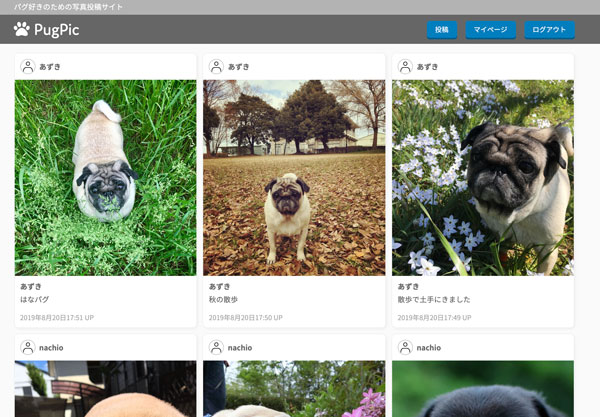 パグ好きのための写真投稿サイト
PugPic
投稿 マイページ ログアウト
あずき あずき あずき
あずき あずき あずき
はなパグ 秋の散歩 散歩で土手にきました
2019年8月20日17:51 UP 2019年8月20日17:50 UP 2019年8月20日17:49 UP
nachio nachio nachio